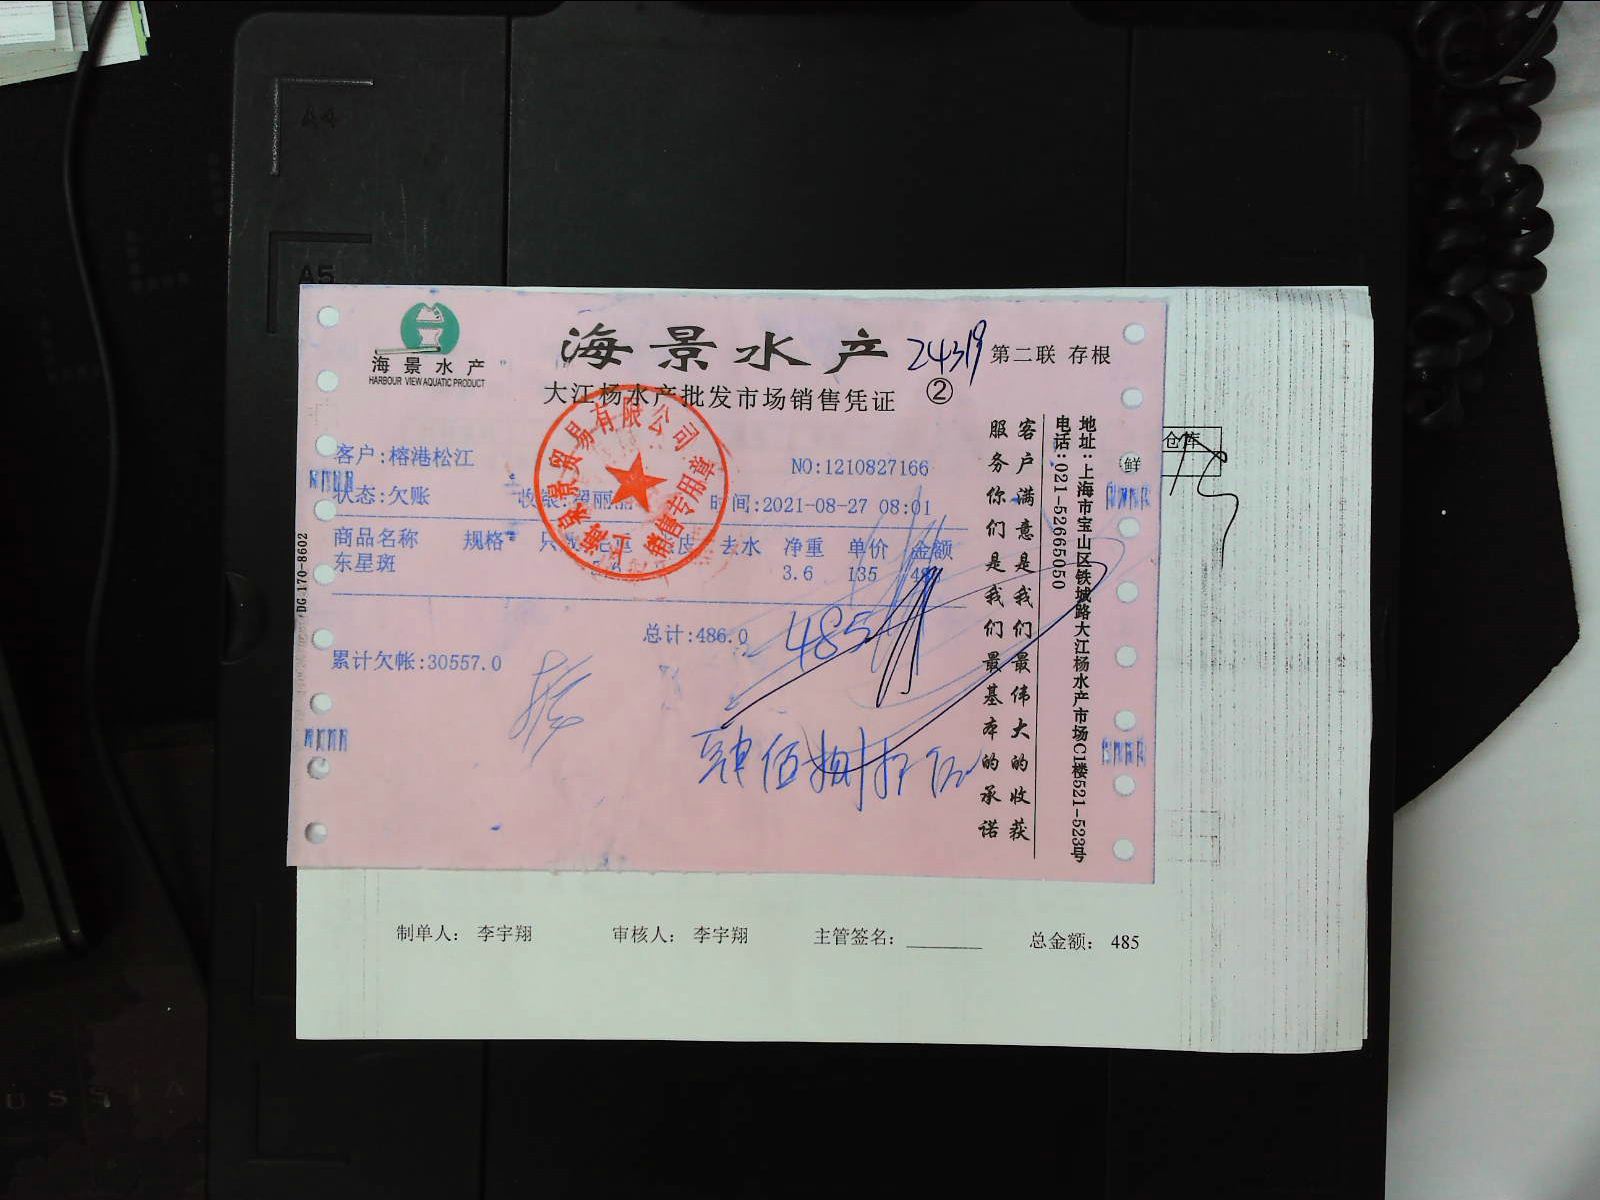 A4
A5
海景水产
HARBOUR VIEW AQUATIC PRODUCT
海景水产
24319
第二联 存根
大江杨水产批发市场销售凭证
②
客户:榕港松江
NO:1210827166
状态:欠账
时间:2021-08-27 08:01
商品名称 规格 去水 净重 单价 金额
东星斑 3.6 135
总计:486.0
485
累计欠帐:30557.0
客户满意是我们最伟大的收获
服务你们是我们最基本的承诺
地址:上海市宝山区铁城路大江杨水产市场C1楼521-523号
电话:021-52665050
DG 170-8602
仓库
鲜
制单人: 李宇翔 审核人: 李宇翔 主管签名: 总金额: 485